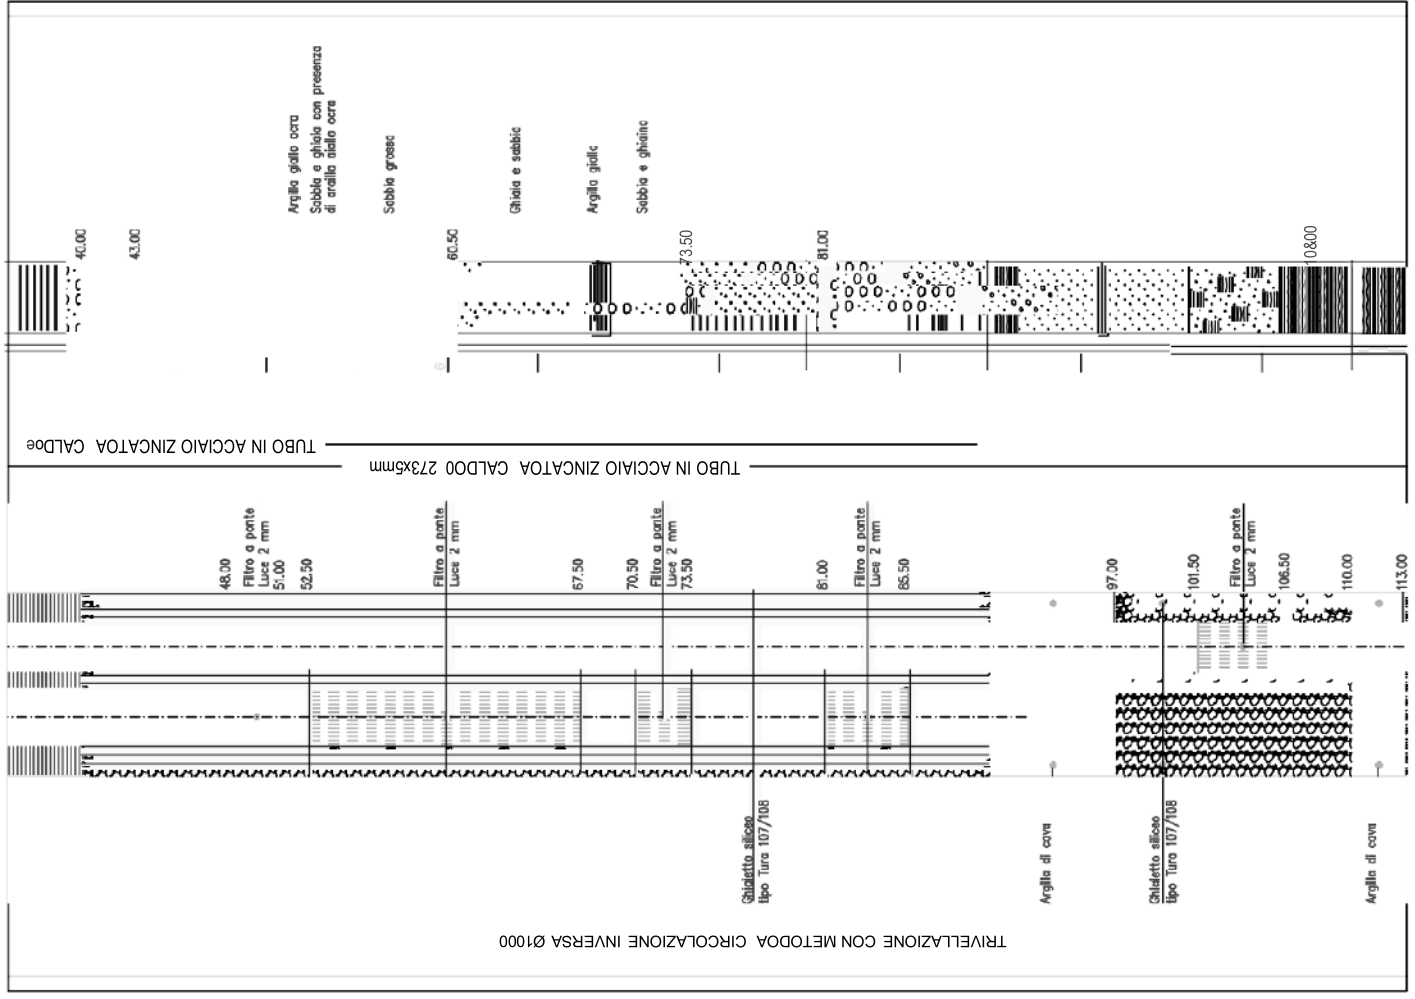 Argilla giallo ocra
Sabbia e ghiaia con presenza
di argilla gialla ocra
Sabbia grossa
Ghiaia e sabbia
Argilla gialla
Sabbia e ghiaino
40.00
43.00
60.50
73.50
81.00
10&00
TUBO IN ACCIAIO ZINCATOA CALDOe
TUBO IN ACCIAIO ZINCATOA CALDO0 273x5mm
48.00
Filtro a ponte
Luce 2 mm
51.00
52.50
Filtro a ponte
Luce 2 mm
67.50
70.50
Filtro a ponte
Luce 2 mm
73.50
81.00
Filtro a ponte
Luce 2 mm
85.50
97.00
101.50
Filtro a ponte
Luce 2 mm
106.50
110.00
113.00
Ghiaietto siliceo
tipo Tura 107/108
Argilla di cava
Ghiaietto siliceo
tipo Tura 107/108
Argilla di cava
TRIVELLAZIONE CON METODOA CIRCOLAZIONE INVERSA Ø1000